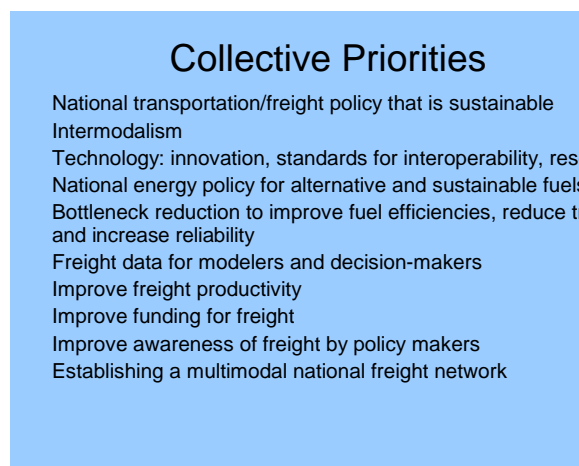 Collective Priorities
National transportation/freight policy that is sustainable
Intermodalism
Technology: innovation, standards for interoperability,
National energy policy for alternative and sustainable fuels
Bottleneck reduction to improve fuel efficiencies, reduce
and increase reliability
Freight data for modelers and decision-makers
Improve freight productivity
Improve funding for freight
Improve awareness of freight by policy makers
Establishing a multimodal national freight network